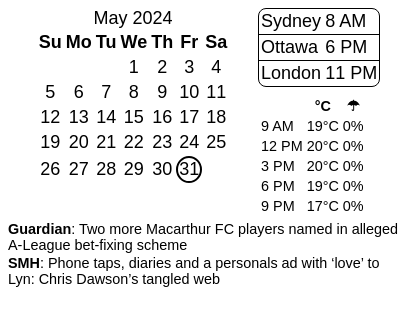 May 2024
Su Mo Tu We Th Fr Sa
1 2 3 4
5 6 7 8 9 10 11
12 13 14 15 16 17 18
19 20 21 22 23 24 25
26 27 28 29 30 31
Sydney 8 AM
Ottawa 6 PM
London 11 PM
°C ☂
9 AM 19°C 0%
12 PM 20°C 0%
3 PM 20°C 0%
6 PM 19°C 0%
9 PM 17°C 0%
Guardian: Two more Macarthur FC players named in alleged
A-League bet-fixing scheme
SMH: Phone taps, diaries and a personals ad with ‘love’ to
Lyn: Chris Dawson’s tangled web